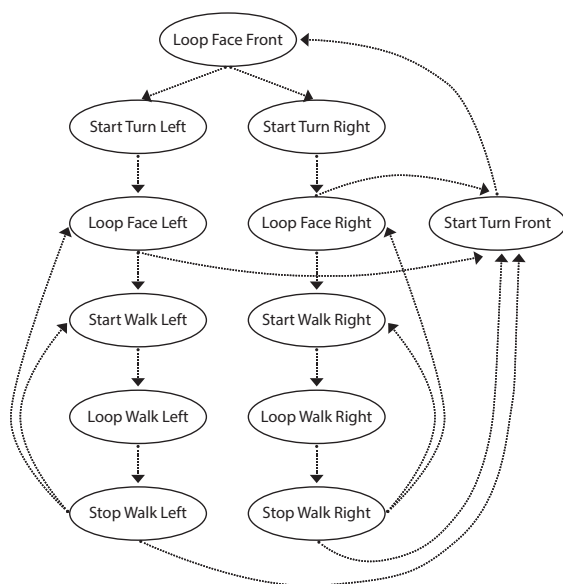 Loop Face Front
Start Turn Left
Start Turn Right
Loop Face Left
Loop Face Right
Start Turn Front
Start Walk Left
Start Walk Right
Loop Walk Left
Loop Walk Right
Stop Walk Left
Stop Walk Right